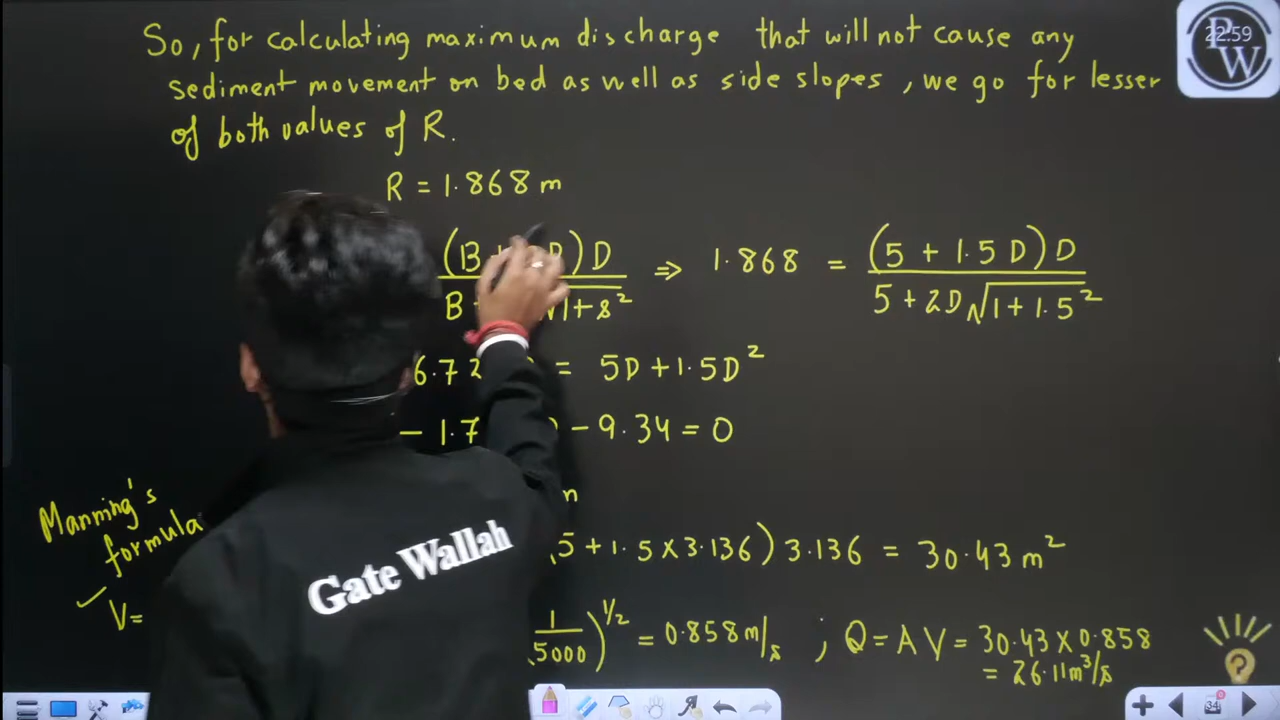 So, for calculating maximum discharge that will not cause any
sediment movement on bed as well as side slopes, we go for lesser
of both values of R.
R = 1.868 m
(B + D) D / B + √1+s² ⇒ 1.868 = (5 + 1.5 D) D / 5 + 2D√1 + 1.5²
6.72 = 5D + 1.5D²
- 1.7 - 9.34 = 0
m
5 + 1.5 × 3.136) 3.136 = 30.43 m²
Manning's
formula
V=
(1/5000)^1/2 = 0.858 m/s ; Q = A V = 30.43 × 0.858
= 26.11 m³/s
Gate Wallah
22:59
PW
34